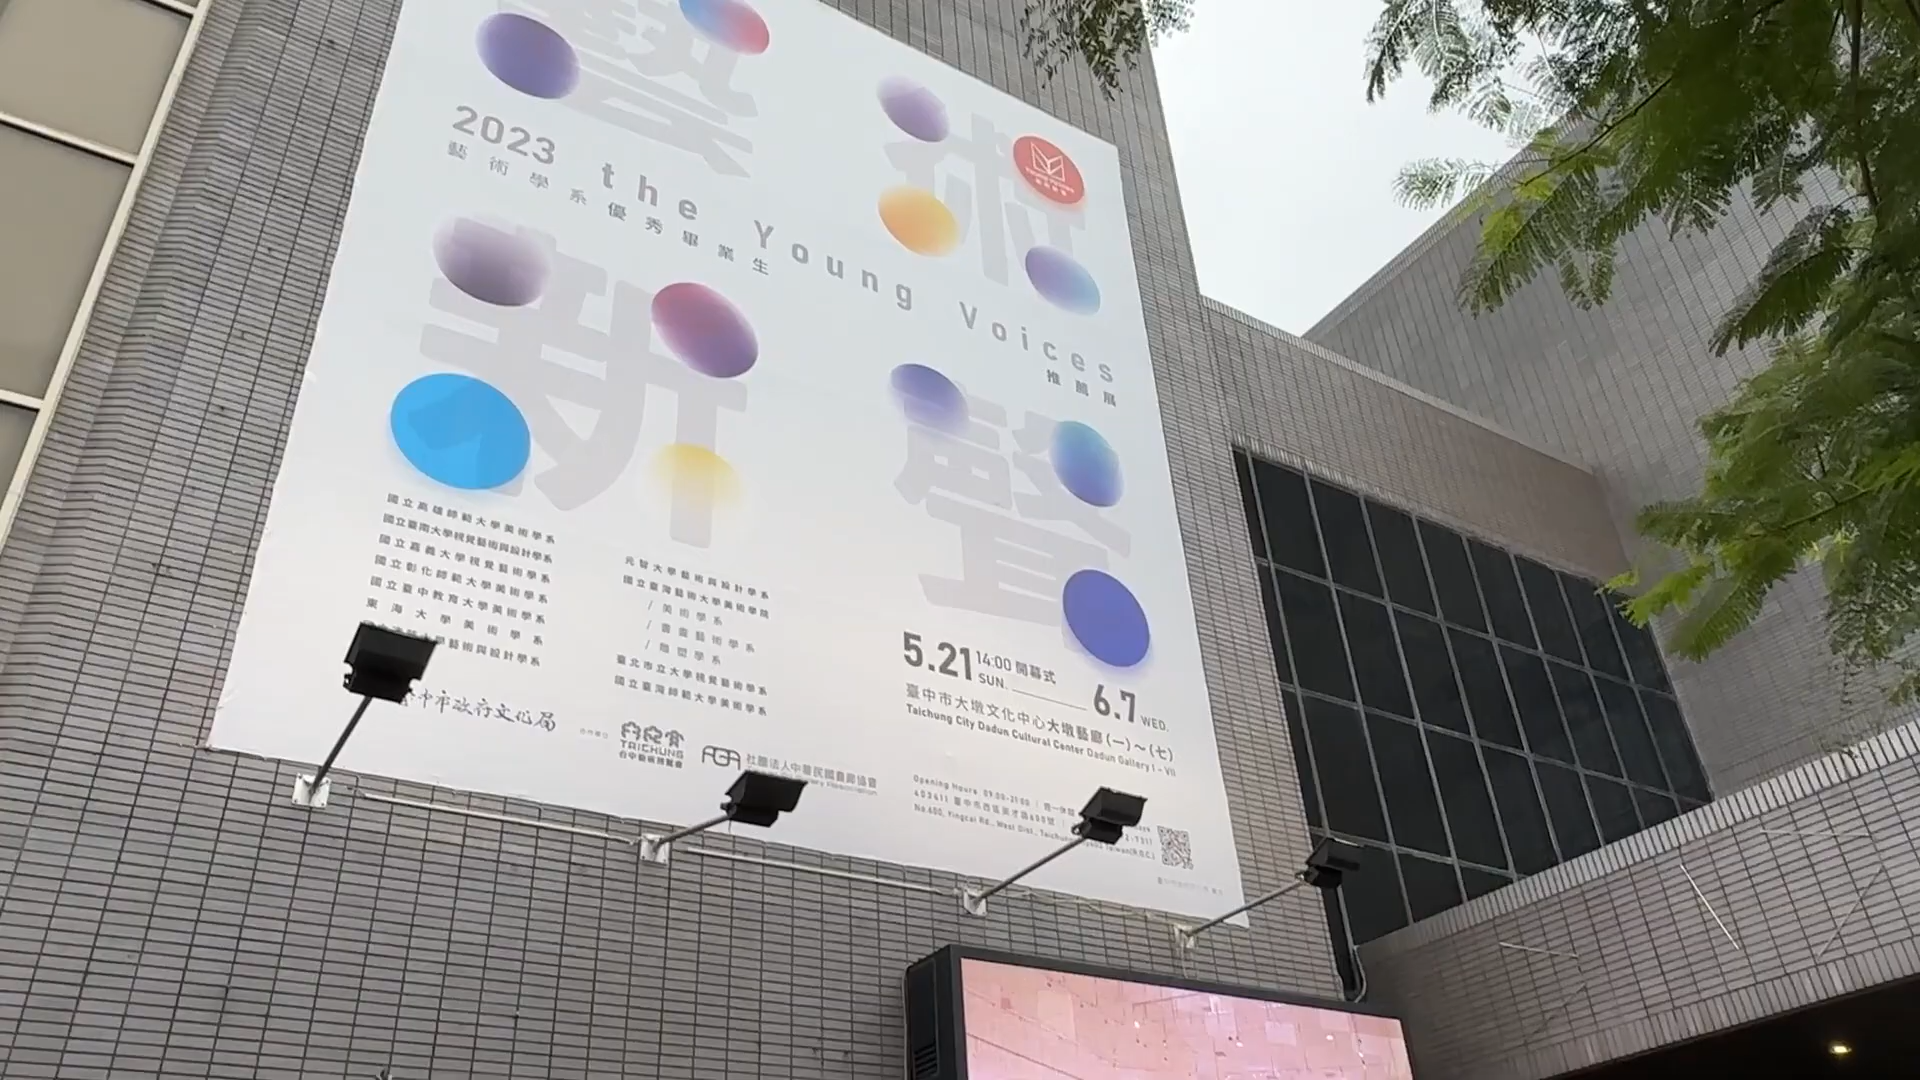 藝術
2023
the Young Voices
藝術學系優秀畢業生
推薦展
新聲
國立高雄師範大學美術學系
國立臺南大學視覺藝術與設計學系
國立嘉義大學視覺藝術學系
國立彰化師範大學美術學系
國立臺中教育大學美術學系
東海大學美術學系
學藝術與設計學系
元智大學藝術與設計學系
國立臺灣藝術大學美術學院
/ 美術學系
/ 書畫藝術學系
/ 雕塑學系
臺北市立大學視覺藝術學系
國立臺灣師範大學美術學系
5.21 14:00 開幕式
SUN.
6.7 WED.
臺中市大墩文化中心大墩藝廊(一)~(七)
Taichung City Dadun Cultural Center Dadun Gallery I - VII
中市政府文化局
合作單位
TAICHUNG
台中藝術博覽會
社團法人中華民國畫廊協會
Opening Hours 09:00-21:00
403411 臺中市西區英才路600號
No.600, Yingcai Rd., West Dist., Taichung